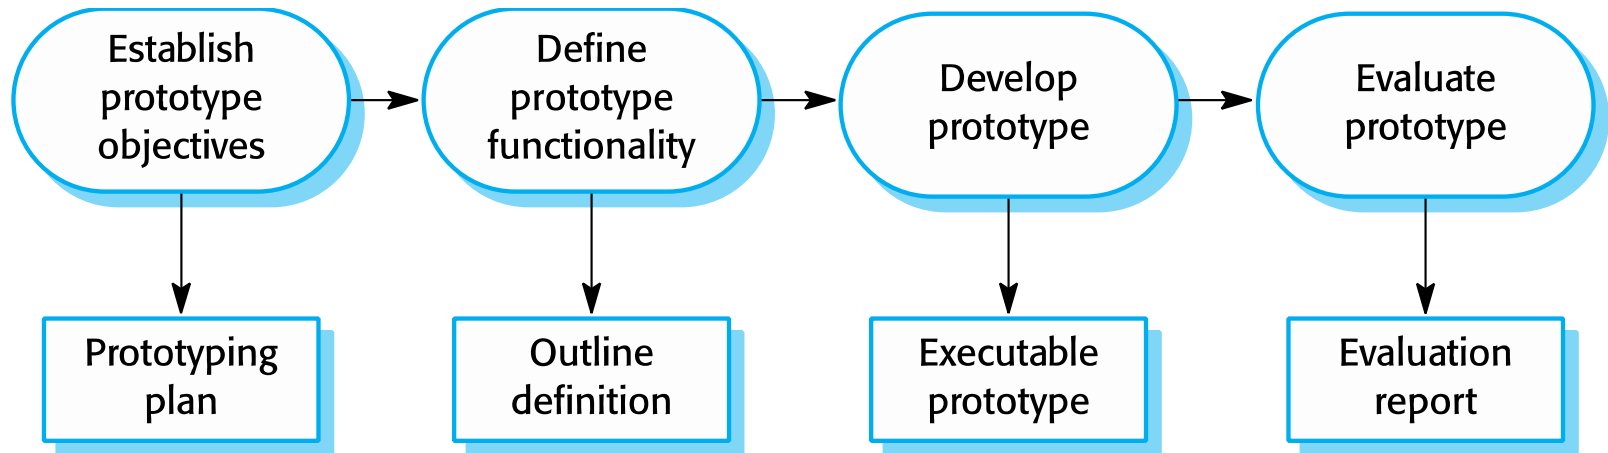 Establish
prototype
objectives
Define
prototype
functionality
Develop
prototype
Evaluate
prototype
Prototyping
plan
Outline
definition
Executable
prototype
Evaluation
report